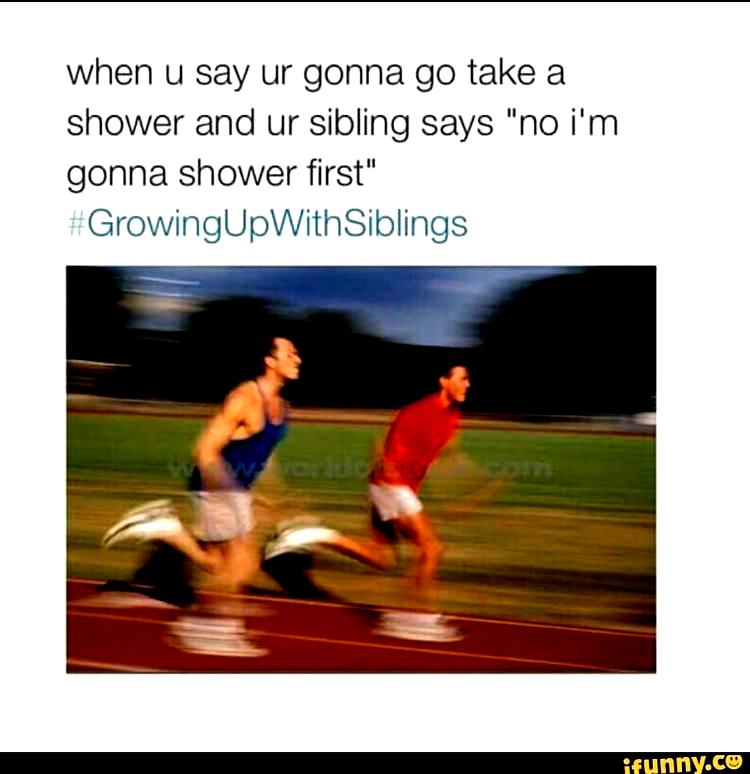 when u say ur gonna go take a
shower and ur sibling says "no i'm
gonna shower first"
#GrowingUpWithSiblings
ifunny.co